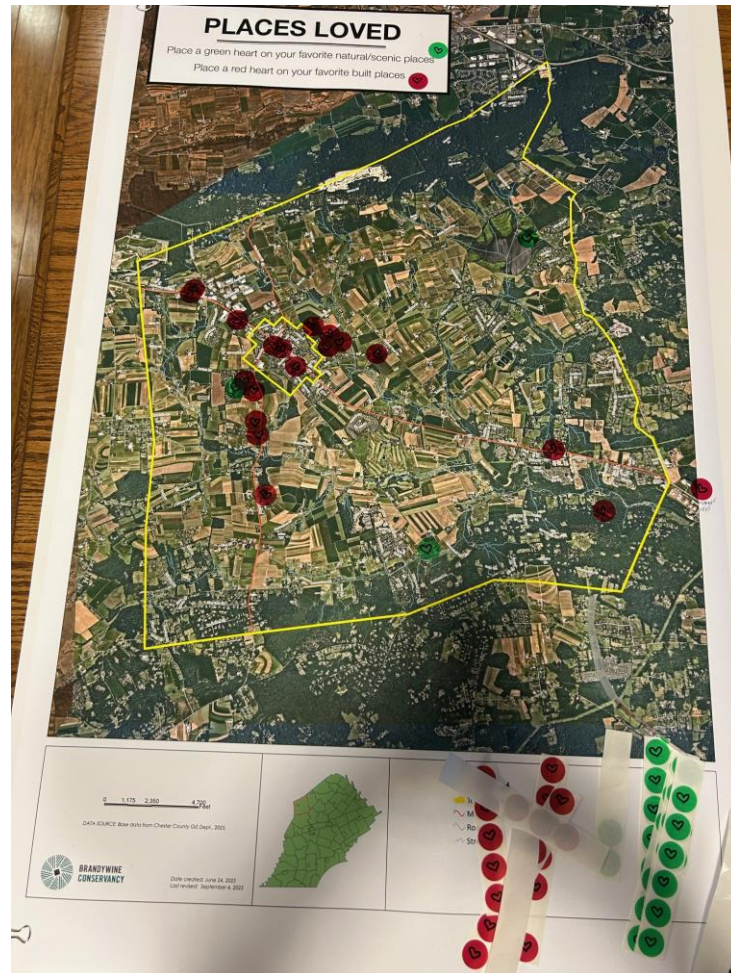 PLACES LOVED
Place a green heart on your favorite natural/scenic places
Place a red heart on your favorite built places
0 1,175 2,350 4,700
Feet
DATA SOURCE: Base data from Chester County GIS Dept., 2023.
BRANDYWINE
CONSERVANCY
Date created: June 24, 2023
Last revised: September 6, 2023
M
Ro
Str